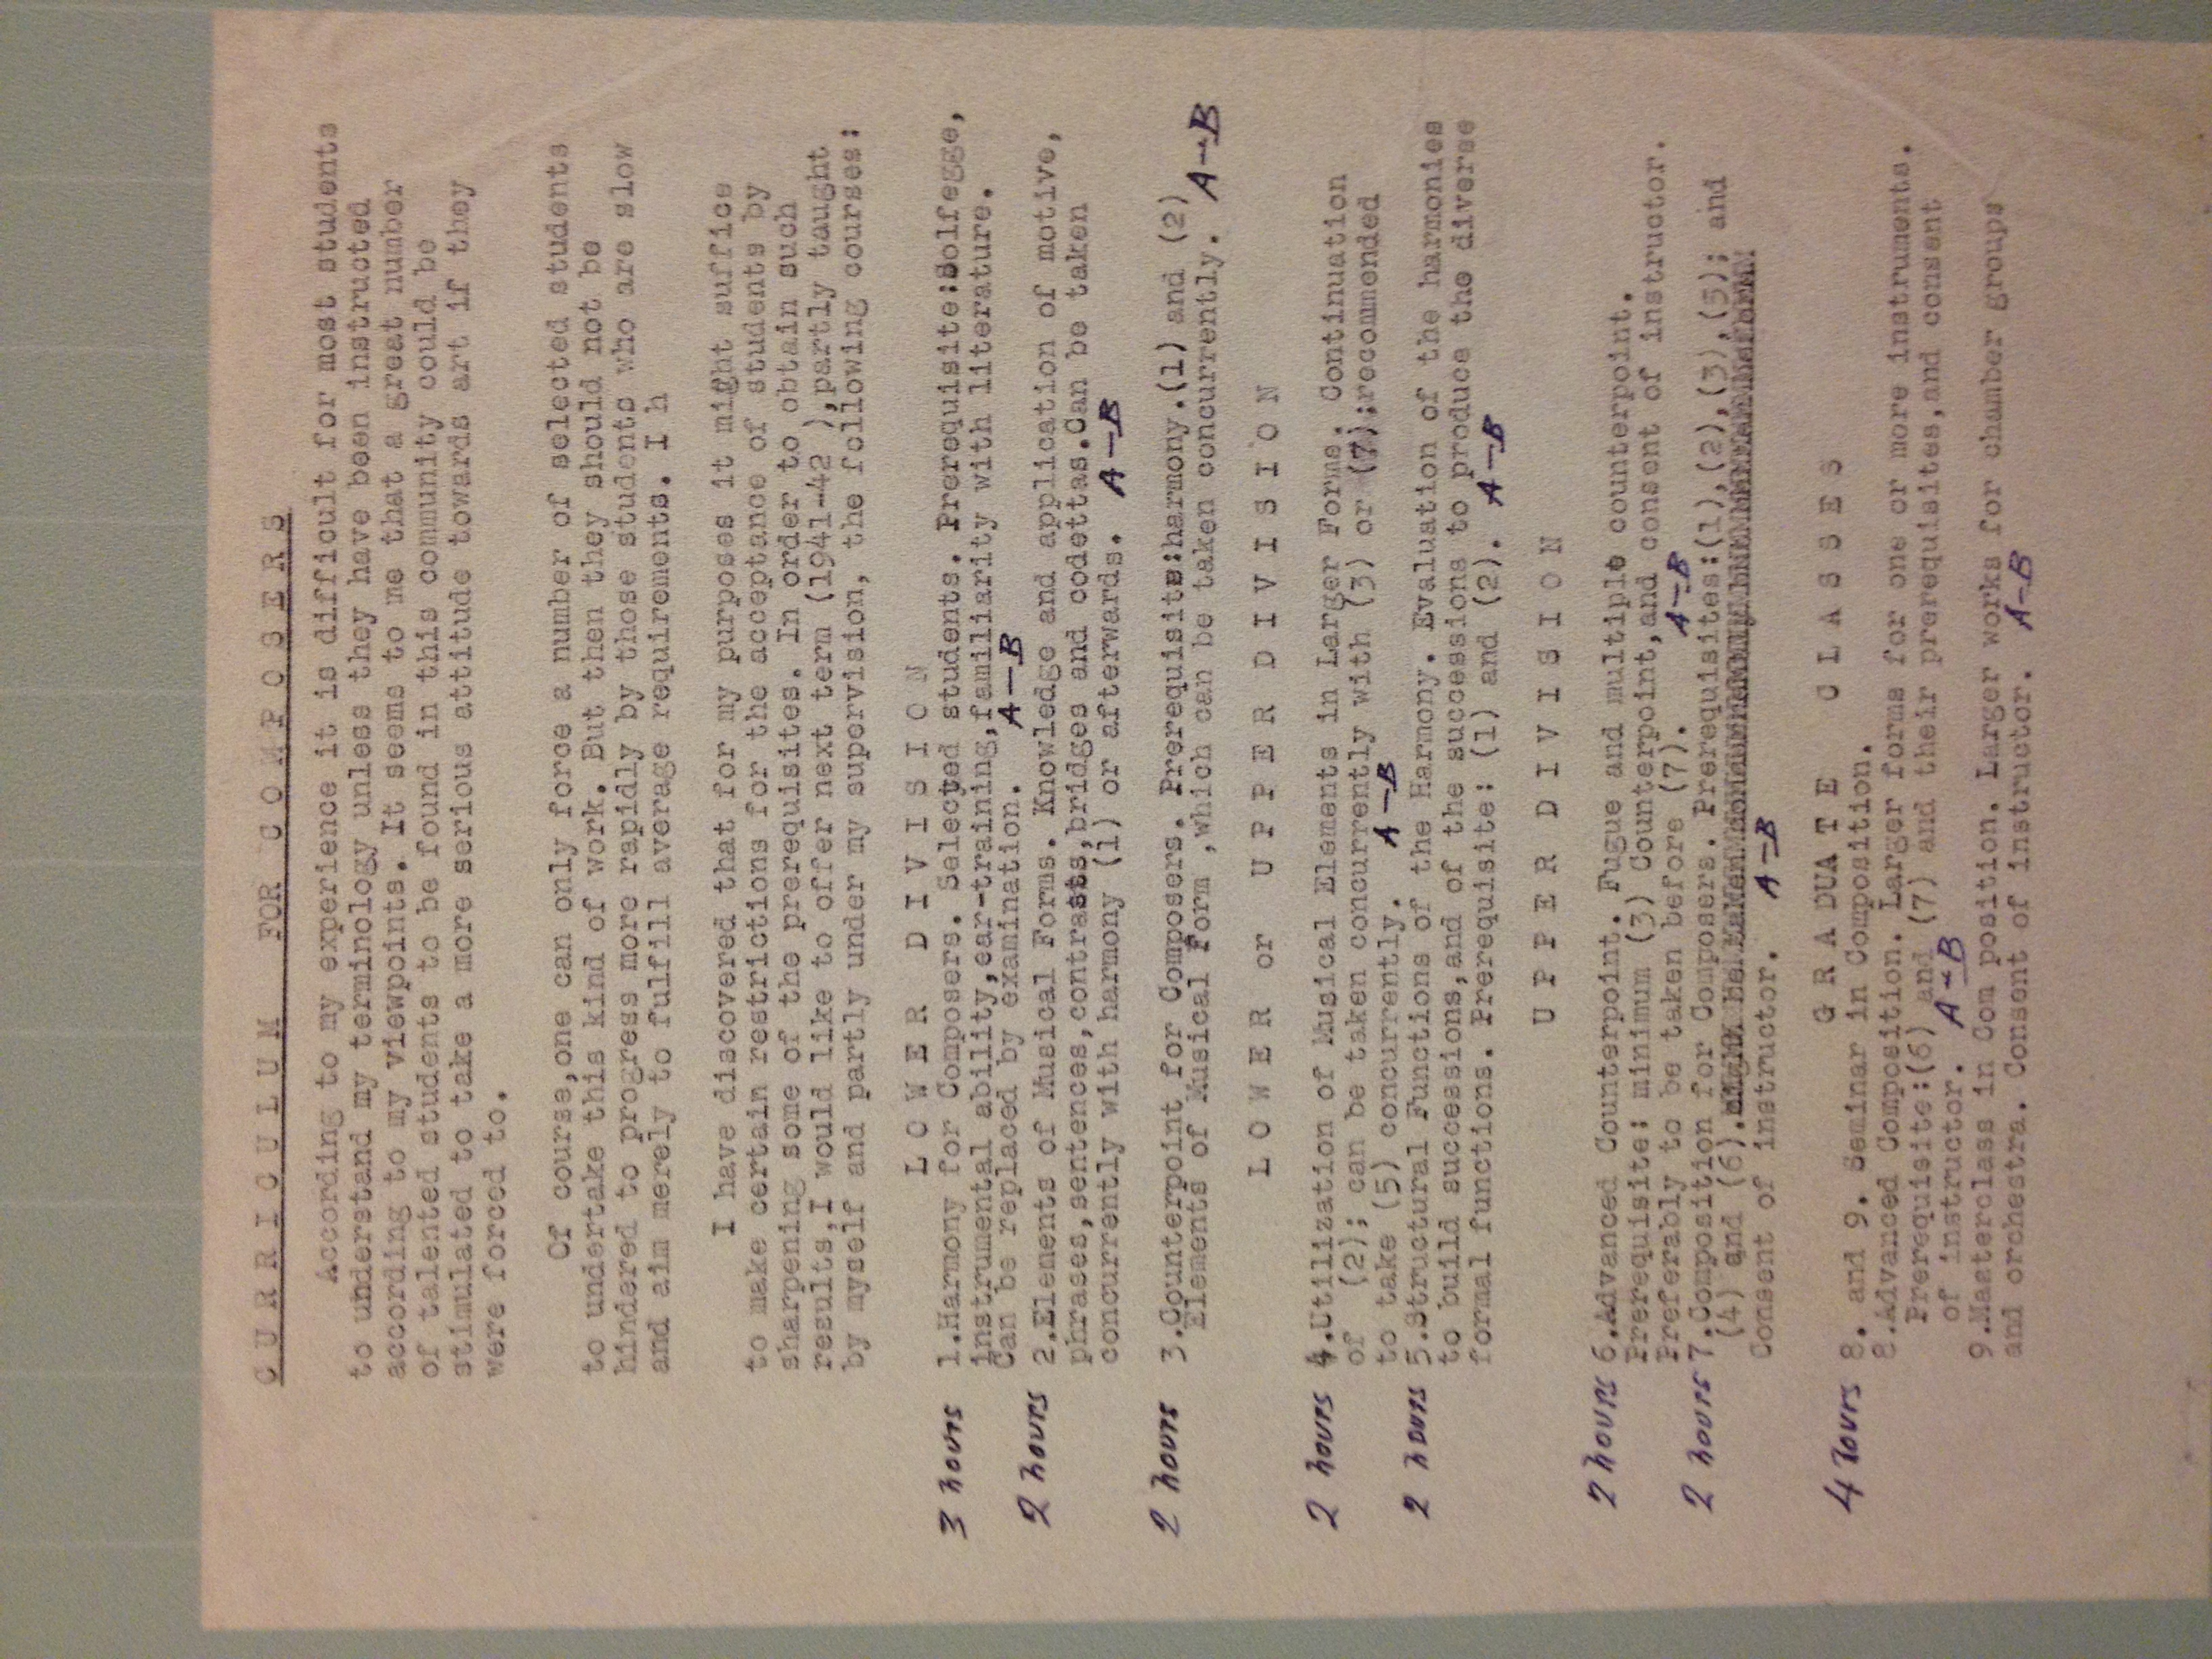 C U R R I C U L U M   FOR   C O M P O S E R S
According to my experience it is difficult for most students
to understand my terminology unless they have been instructed
according to my viewpoints. It seems to me that a great number
of talented students to be found in this community could be
stimulated to take a more serious attitude towards art if they
were forced to.
Of course,one can only force a number of selected students
to undertake this kind of work. But then they should not be
hindered to progress more rapidly by those students who are slow
and aim merely to fulfill average requirements. I h
I have discovered that for my purposes it might suffice
to make certain restrictions for the acceptance of students by
sharpening some of the prerequisites. In order to obtain such
results,I would like to offer next term (1941-42 ),partly taught
by myself and partly under my supervision, the following courses:
L O W E R   D I V I S I O N
3 hours 1.Harmony for Composers. Selected students. Prerequisite:Solfegge,
instrumental ability,ear-training,familiarity with literature.
Can be replaced by examination. A—B
2 hours 2.Elements of Musical Forms. Knowledge and application of motive,
phrases,sentences,contrasts,bridges and codettas.Can be taken
concurrently with harmony (1) or afterwards. A—B
2 hours 3.Counterpoint for Composers. Prerequisite:harmony.(1) and (2)
Elements of Musical Form ,which can be taken concurrently. A—B
L O W E R   or   U P P E R   D I V I S I O N
2 hours 4.Utilization of Musical Elements in Larger Forms. Continuation
of (2); can be taken concurrently with (3) or (7);recommended
to take (5) concurrently. A—B
2 hours 5.Structural Functions of the Harmony. Evaluation of the harmonies
to build successions,and of the successions to produce the diverse
formal functions. Prerequisite: (1) and (2). A—B
U P P E R   D I V I S I O N
2 hours 6.Advanced Counterpoint. Fugue and multiple counterpoint.
Prerequisite: minimum (3) Counterpoint,and consent of instructor.
Preferably to be taken before (7). A—B
2 hours 7.Composition for Composers. Prerequisites:(1),(2),(3),(5); and
(4) and (6).
Consent of instructor. A—B
G R A DUA T E   C L A S S E S
4 hours 8. and 9. Seminar in Composition.
8.Advanced Composition. Larger forms for one or more instruments.
Prerequisite:(6) and (7) and their prerequisites,and consent
of instructor. A—B
9.Masterclass in Com position. Larger works for chamber groups
and orchestra. Consent of instructor. A—B